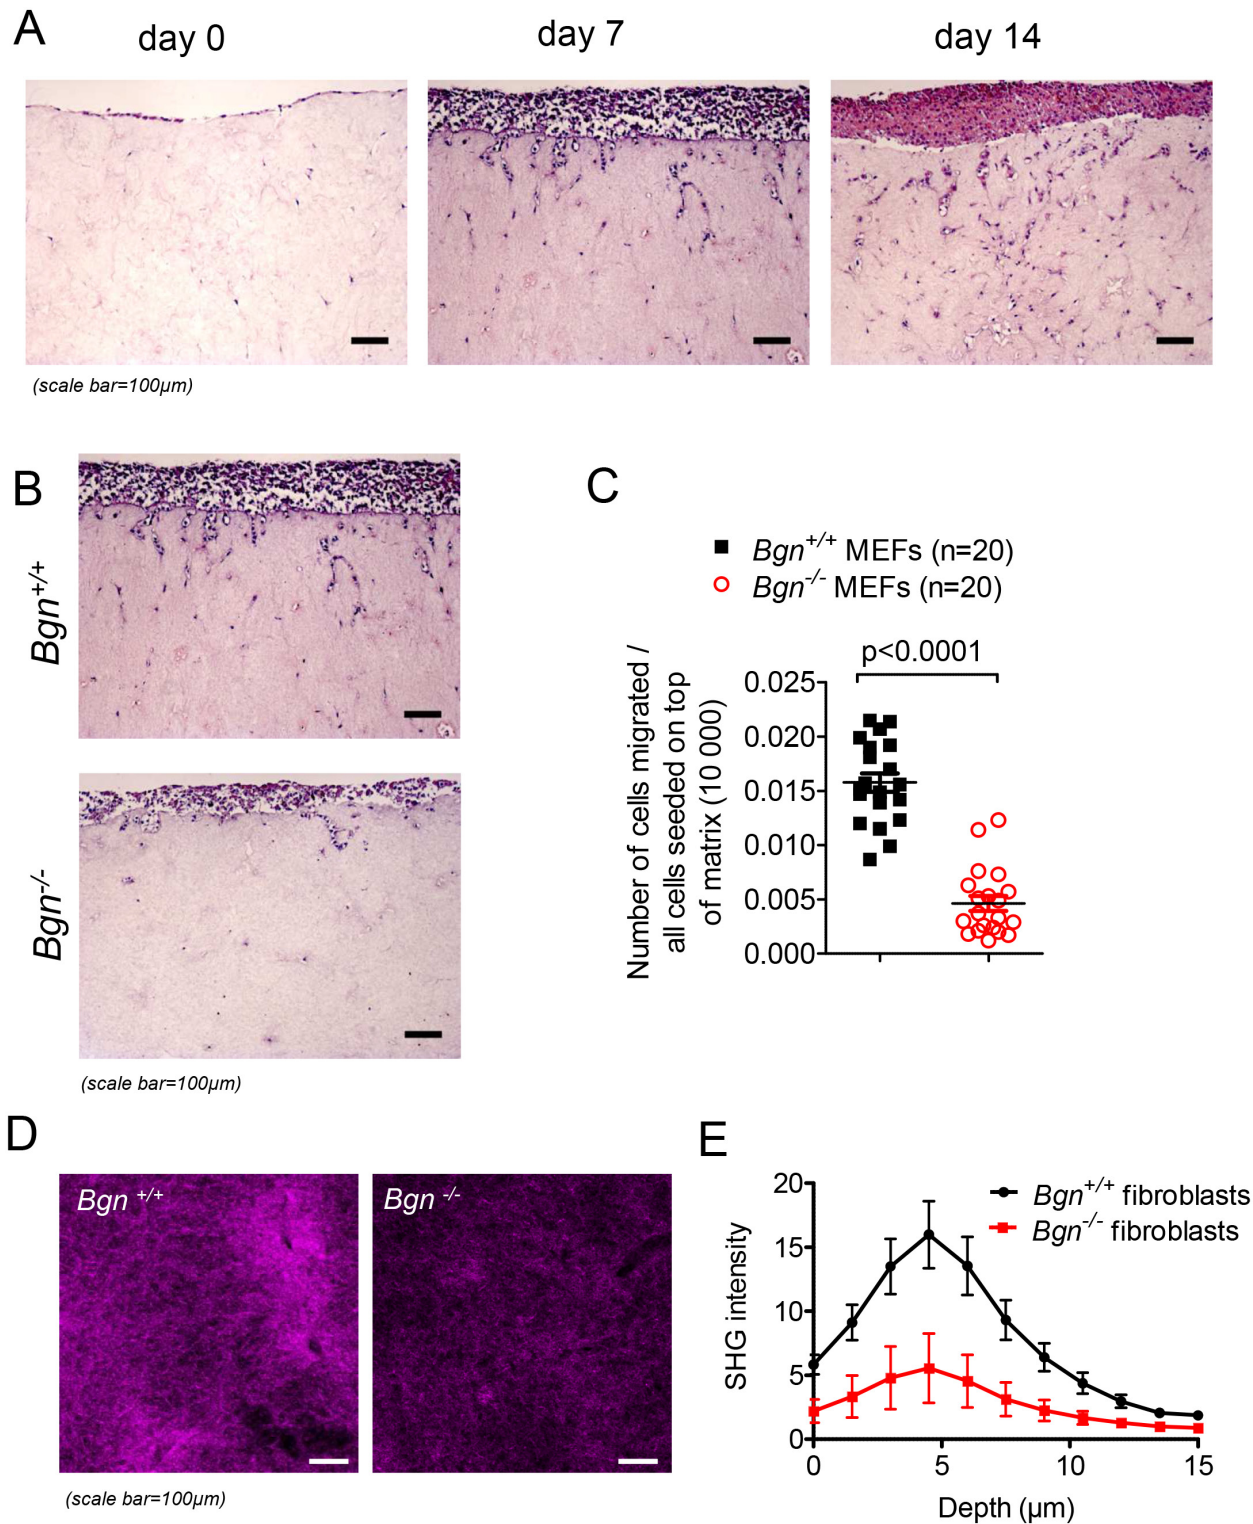 A
day 0
day 7
day 14
(scale bar=100µm)
B
Bgn+/+
Bgn-/-
(scale bar=100µm)
C
Bgn+/+ MEFs (n=20)
Bgn-/- MEFs (n=20)
p<0.0001
Number of cells migrated /
all cells seeded on top
of matrix (10 000)
0.025
0.020
0.015
0.010
0.005
0.000
D
Bgn +/+
Bgn -/-
(scale bar=100µm)
E
Bgn+/+ fibroblasts
Bgn-/- fibroblasts
SHG intensity
20
15
10
5
0
0 5 10 15
Depth (µm)